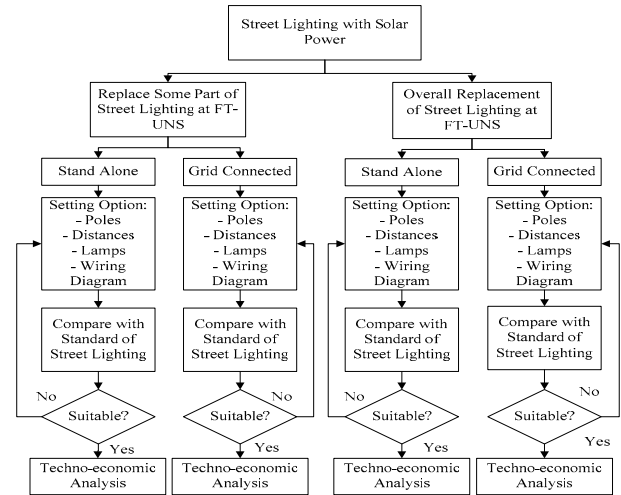 Street Lighting with Solar
Power
Replace Some Part of
Street Lighting at FT-
UNS
Overall Replacement
of Street Lighting at
FT-UNS
Stand Alone
Grid Connected
Stand Alone
Grid Connected
Setting Option:
- Poles
- Distances
- Lamps
- Wiring
Diagram
Setting Option:
- Poles
- Distances
- Lamps
- Wiring
Diagram
Setting Option:
- Poles
- Distances
- Lamps
- Wiring
Diagram
Setting Option:
- Poles
- Distances
- Lamps
- Wiring
Diagram
Compare with
Standard of
Street Lighting
Compare with
Standard of
Street Lighting
Compare with
Standard of
Street Lighting
Compare with
Standard of
Street Lighting
No
Suitable?
Yes
No
Suitable?
Yes
No
Suitable?
Yes
No
Suitable?
Yes
Techno-economic
Analysis
Techno-economic
Analysis
Techno-economic
Analysis
Techno-economic
Analysis